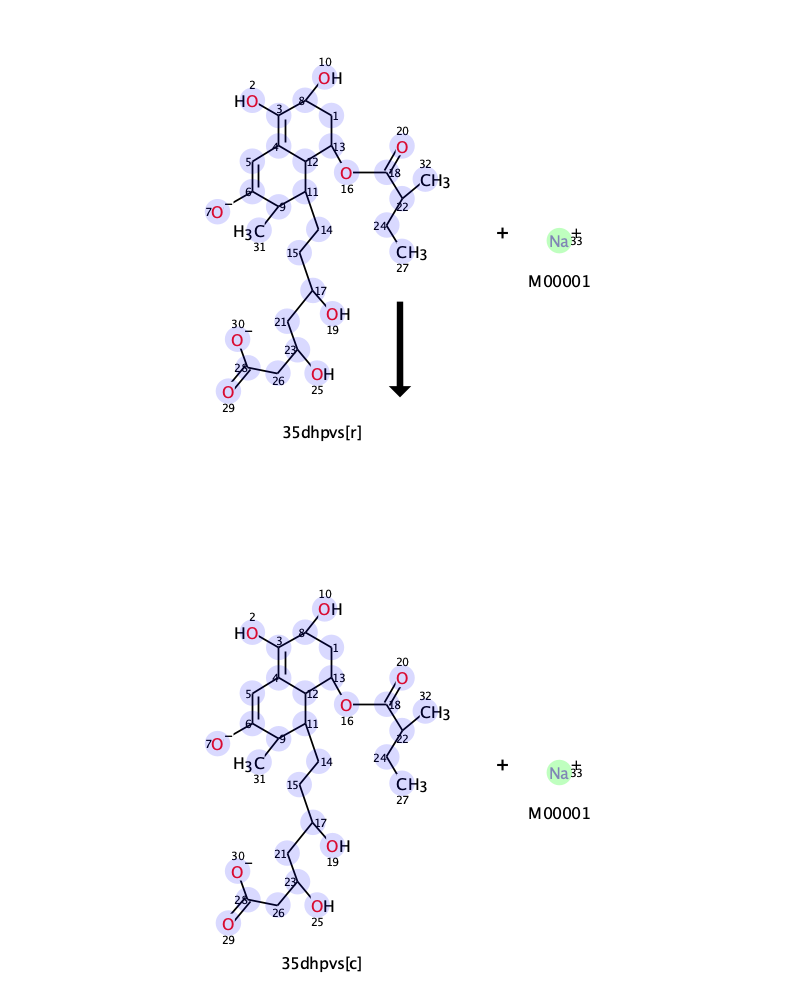 10
OH
2
HO 3 8
1
20
O
4 13
5 12 18 32
O CH3
16
6 11 22
7 O− 9
H3C 14 24
31
15 CH3
27
+ Na+ 33
M00001
17
OH
19
21
30
O− 23
28 OH
26 25
O
29
35dhpvs[r]
10
OH
2
HO 3 8
1
20
O
4 13
5 12 18 32
O CH3
16
6 11 22
7 O− 9
H3C 14 24
31
15 CH3
27
+ Na+ 33
M00001
17
OH
19
21
30
O− 23
28 OH
26 25
O
29
35dhpvs[c]